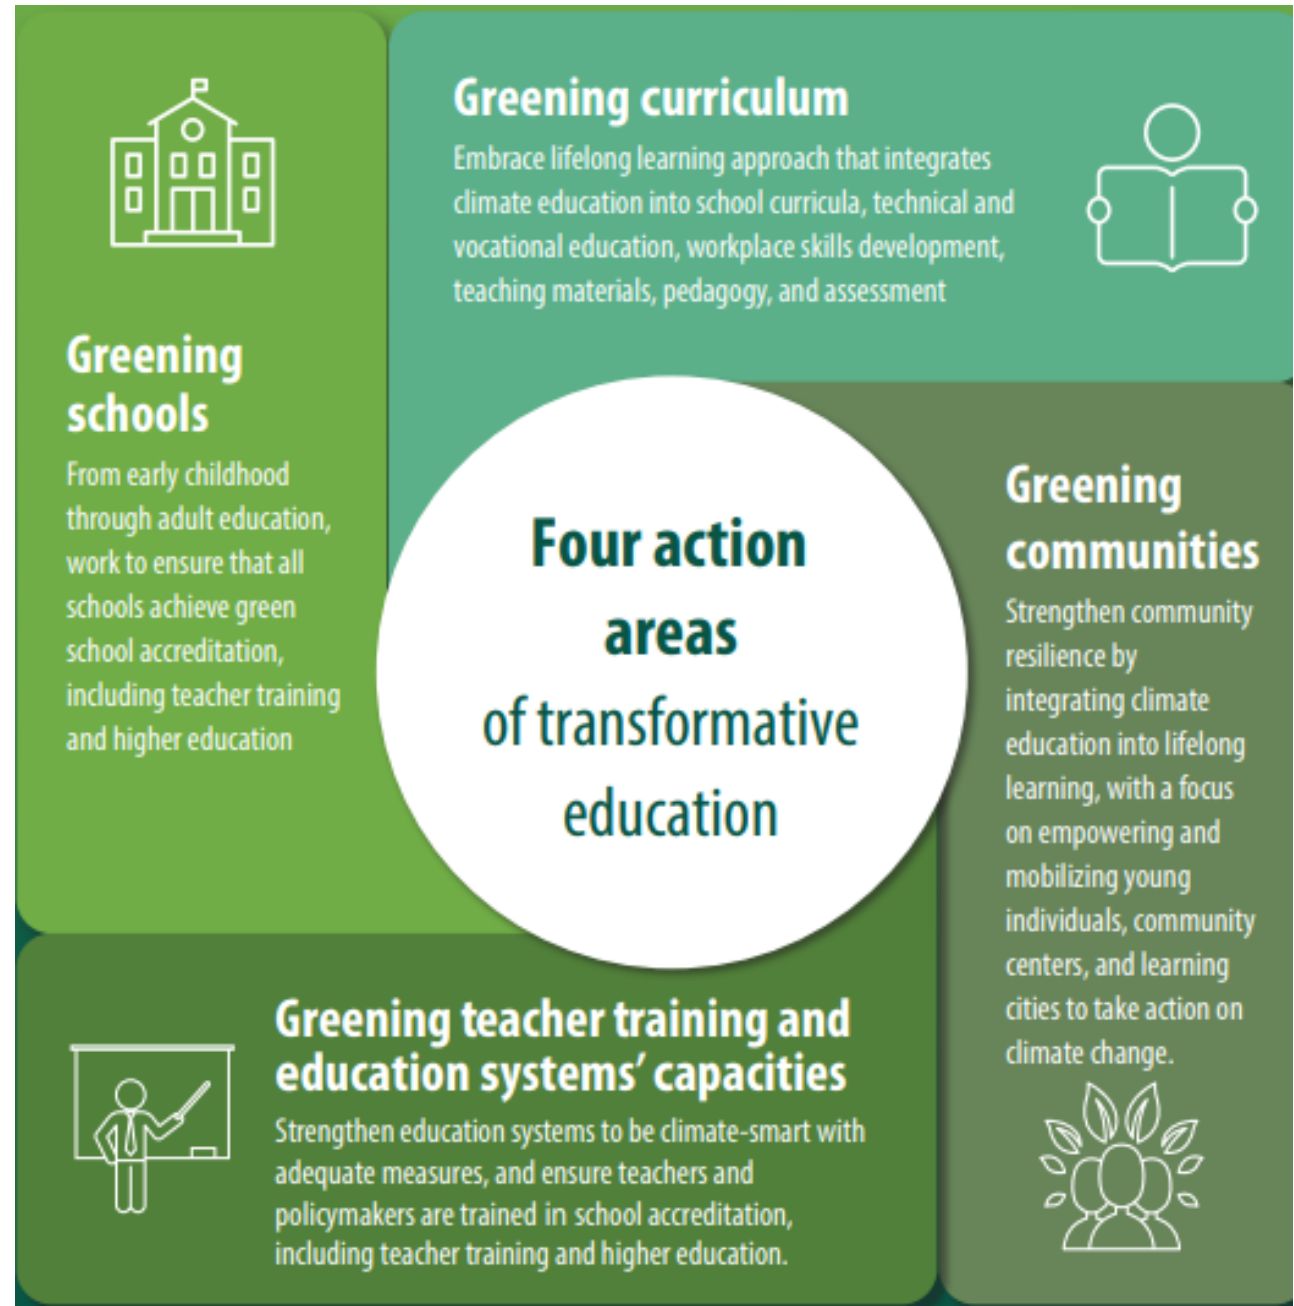 Greening curriculum
Embrace lifelong learning approach that integrates
climate education into school curricula, technical and
vocational education, workplace skills development,
teaching materials, pedagogy, and assessment
Greening
schools
From early childhood
through adult education,
work to ensure that all
schools achieve green
school accreditation,
including teacher training
and higher education
Four action
areas
of transformative
education
Greening
communities
Strengthen community
resilience by
integrating climate
education into lifelong
learning, with a focus
on empowering and
mobilizing young
individuals, community
centers, and learning
cities to take action on
climate change.
Greening teacher training and
education systems’ capacities
Strengthen education systems to be climate-smart with
adequate measures, and ensure teachers and
policymakers are trained in school accreditation,
including teacher training and higher education.